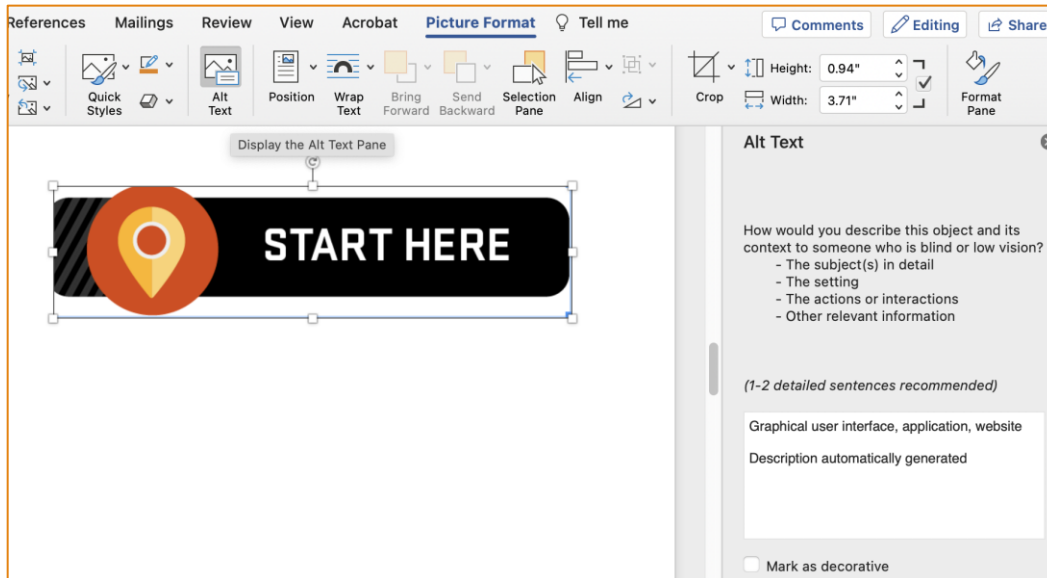 References Mailings Review View Acrobat Picture Format Tell me Comments Editing Share
Quick Styles
Alt Text
Position
Wrap Text
Bring Forward
Send Backward
Selection Pane
Align
Crop
Height: 0.94"
Width: 3.71"
Format Pane
Display the Alt Text Pane
START HERE
Alt Text
How would you describe this object and its
context to someone who is blind or low vision?
- The subject(s) in detail
- The setting
- The actions or interactions
- Other relevant information
(1-2 detailed sentences recommended)
Graphical user interface, application, website
Description automatically generated
Mark as decorative